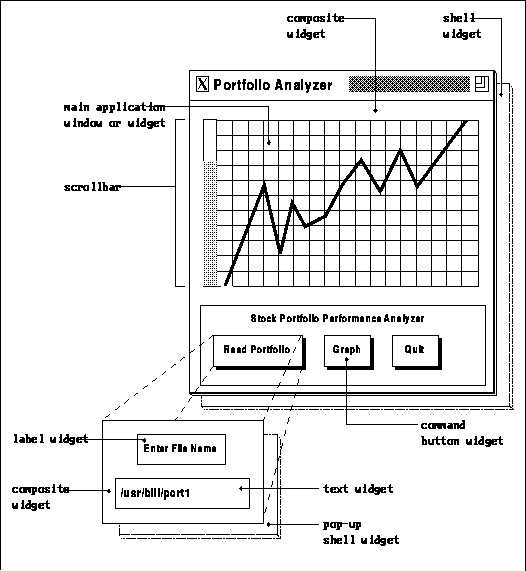 composite
widget
shell
widget
X Portfolio Analyzer
main application
window or widget
scrollbar
Stock Portfolio Performance Analyzer
Read Portfolio
Graph
Quit
command
button widget
label widget
Enter File Name
composite
widget
/usr/bill/port1
text widget
pop-up
shell widget